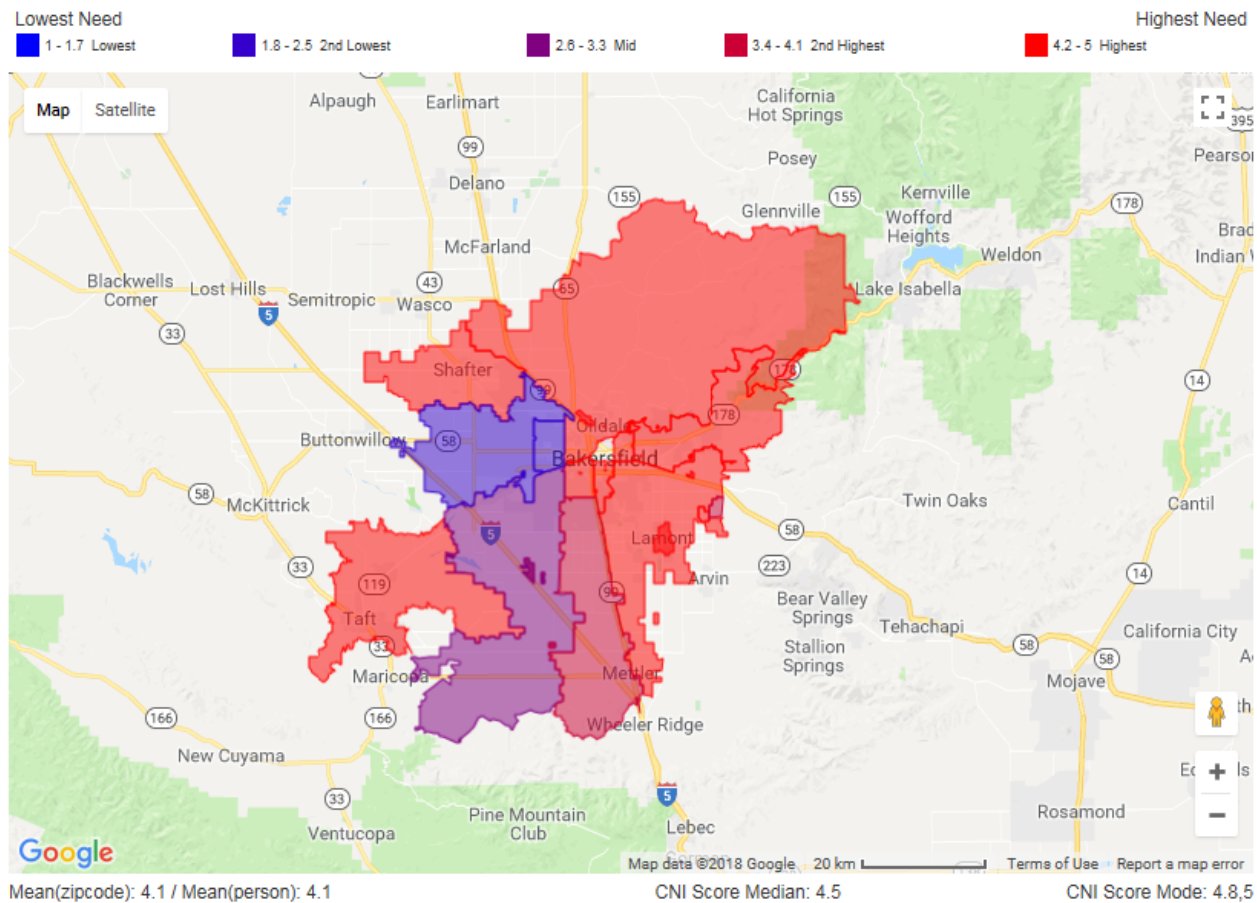 Lowest Need
Highest Need
1 - 1.7 Lowest
1.8 - 2.5 2nd Lowest
2.6 - 3.3 Mid
3.4 - 4.1 2nd Highest
4.2 - 5 Highest
Map
Satellite
Alpaugh
Earlimart
California
Hot Springs
395
99
Posey
Pearson
Delano
155
155
Kernville
178
Glennville
Wofford
Heights
McFarland
Weldon
Brad
Indian W
Blackwells
Corner
Lost Hills
43
65
Lake Isabella
Semitropic
Wasco
5
33
Shafter
178
99
14
178
Oildale
Buttonwillow
58
Bakersfield
58
McKittrick
Twin Oaks
Cantil
5
58
Lamont
33
223
14
119
99
Arvin
Bear Valley
Springs
Taft
Tehachapi
California City
33
Stallion
Springs
58
58
Maricopa
Mettler
Mojave
166
166
Wheeler Ridge
New Cuyama
33
5
Pine Mountain
Club
Rosamond
Ventucopa
Lebec
Google
Map data ©2018 Google
20 km
Terms of Use
Report a map error
Mean(zipcode): 4.1 / Mean(person): 4.1
CNI Score Median: 4.5
CNI Score Mode: 4.8,5